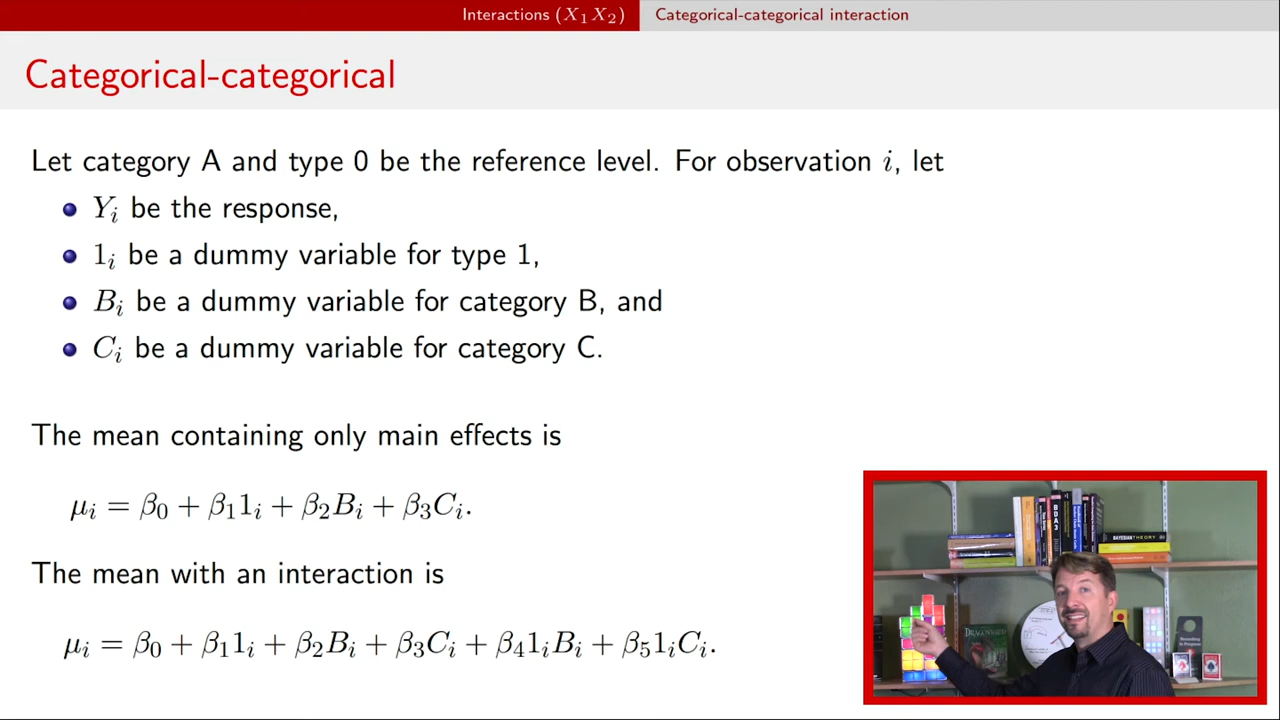 Interactions (X₁X₂) Categorical-categorical interaction
Categorical-categorical
Let category A and type 0 be the reference level. For observation i, let
Yᵢ be the response,
1ᵢ be a dummy variable for type 1,
Bᵢ be a dummy variable for category B, and
Cᵢ be a dummy variable for category C.
The mean containing only main effects is
μᵢ = β₀ + β₁1ᵢ + β₂Bᵢ + β₃Cᵢ.
The mean with an interaction is
μᵢ = β₀ + β₁1ᵢ + β₂Bᵢ + β₃Cᵢ + β₄1ᵢBᵢ + β₅1ᵢCᵢ.
BDA3
BAYESIAN THEORY